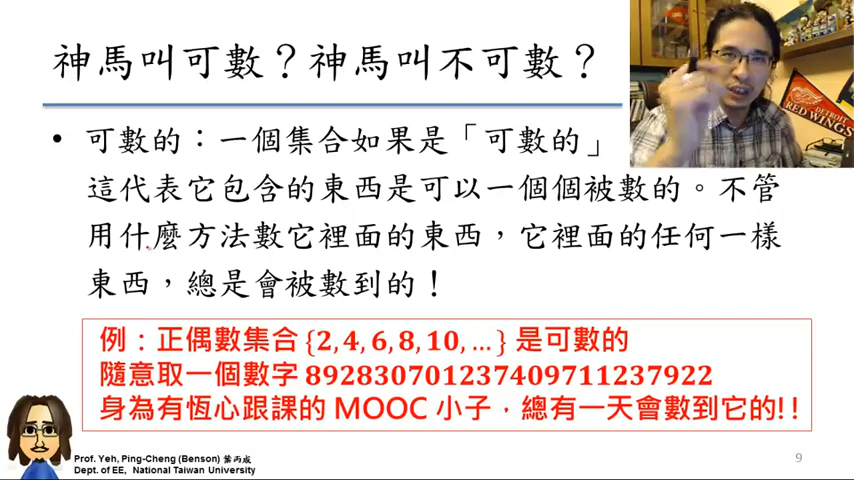 神馬叫可數？神馬叫不可數？
DETROIT
RED WINGS
• 可數的：一個集合如果是「可數的」
這代表它包含的東西是可以一個個被數的。不管
用什麼方法數它裡面的東西，它裡面的任何一樣
東西，總是會被數到的！
例：正偶數集合 {2, 4, 6, 8, 10, …} 是可數的
隨意取一個數字 892830701237409711237922
身為有恆心跟課的 MOOC 小子，總有一天會數到它的!!
Prof. Yeh, Ping-Cheng (Benson) 葉丙成
Dept. of EE, National Taiwan University
9